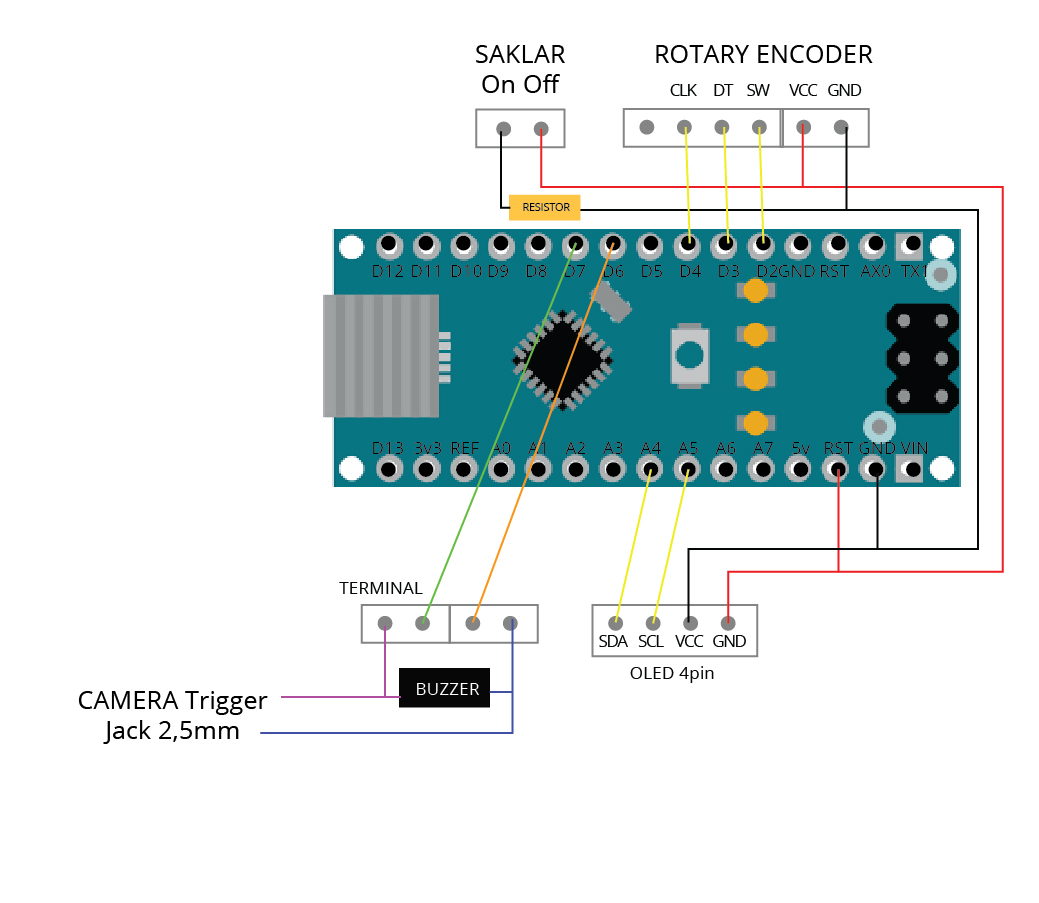 SAKLAR
On Off
ROTARY ENCODER
CLK DT SW VCC GND
RESISTOR
D12 D11 D10 D9 D8 D7 D6 D5 D4 D3 D2 GND RST AX0 TX1
D13 3v3 REF A0 A1 A2 A3 A4 A5 A6 A7 5v RST GND VIN
TERMINAL
SDA SCL VCC GND
OLED 4pin
BUZZER
CAMERA Trigger
Jack 2,5mm